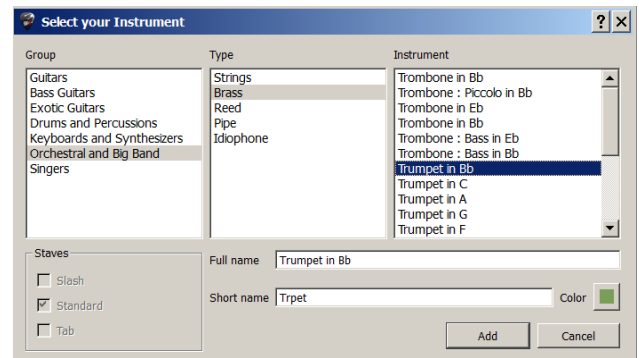 Select your Instrument
Group
Type
Instrument
Guitars
Bass Guitars
Exotic Guitars
Drums and Percussions
Keyboards and Synthesizers
Orchestral and Big Band
Singers
Strings
Brass
Reed
Pipe
Idiophone
Trombone in Bb
Trombone : Piccolo in Bb
Trombone in Eb
Trombone in Bb
Trombone : Bass in Eb
Trombone : Bass in Bb
Trumpet in Bb
Trumpet in C
Trumpet in A
Trumpet in G
Trumpet in F
Staves
Slash
Standard
Tab
Full name Trumpet in Bb
Short name Trpet Color
Add Cancel